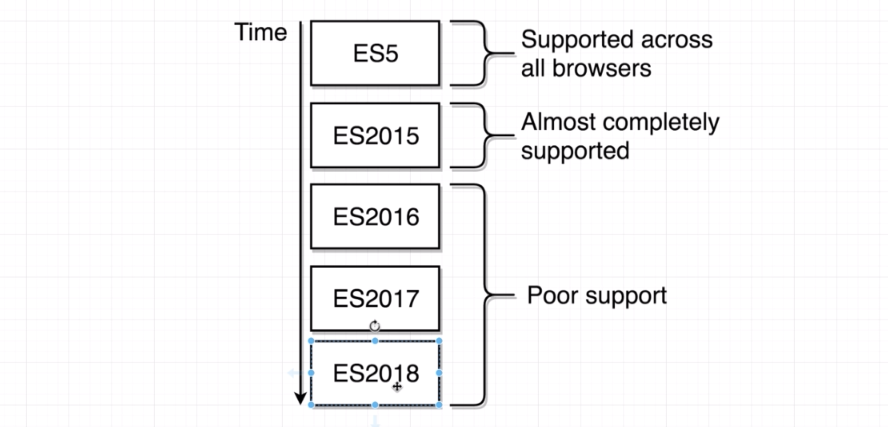 Time
ES5
Supported across
all browsers
ES2015
Almost completely
supported
ES2016
ES2017
Poor support
ES2018